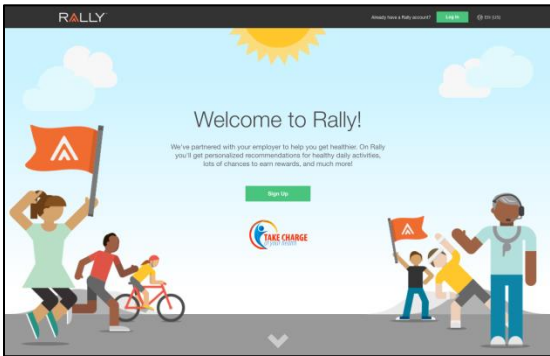 RALLY
Already have a Rally account?
Log In
Welcome to Rally!
We've partnered with your employer to help you get healthier. On Rally
you'll get personalized recommendations for healthy daily activities,
lots of chances to earn rewards, and much more!
Sign Up
TAKE CHARGE